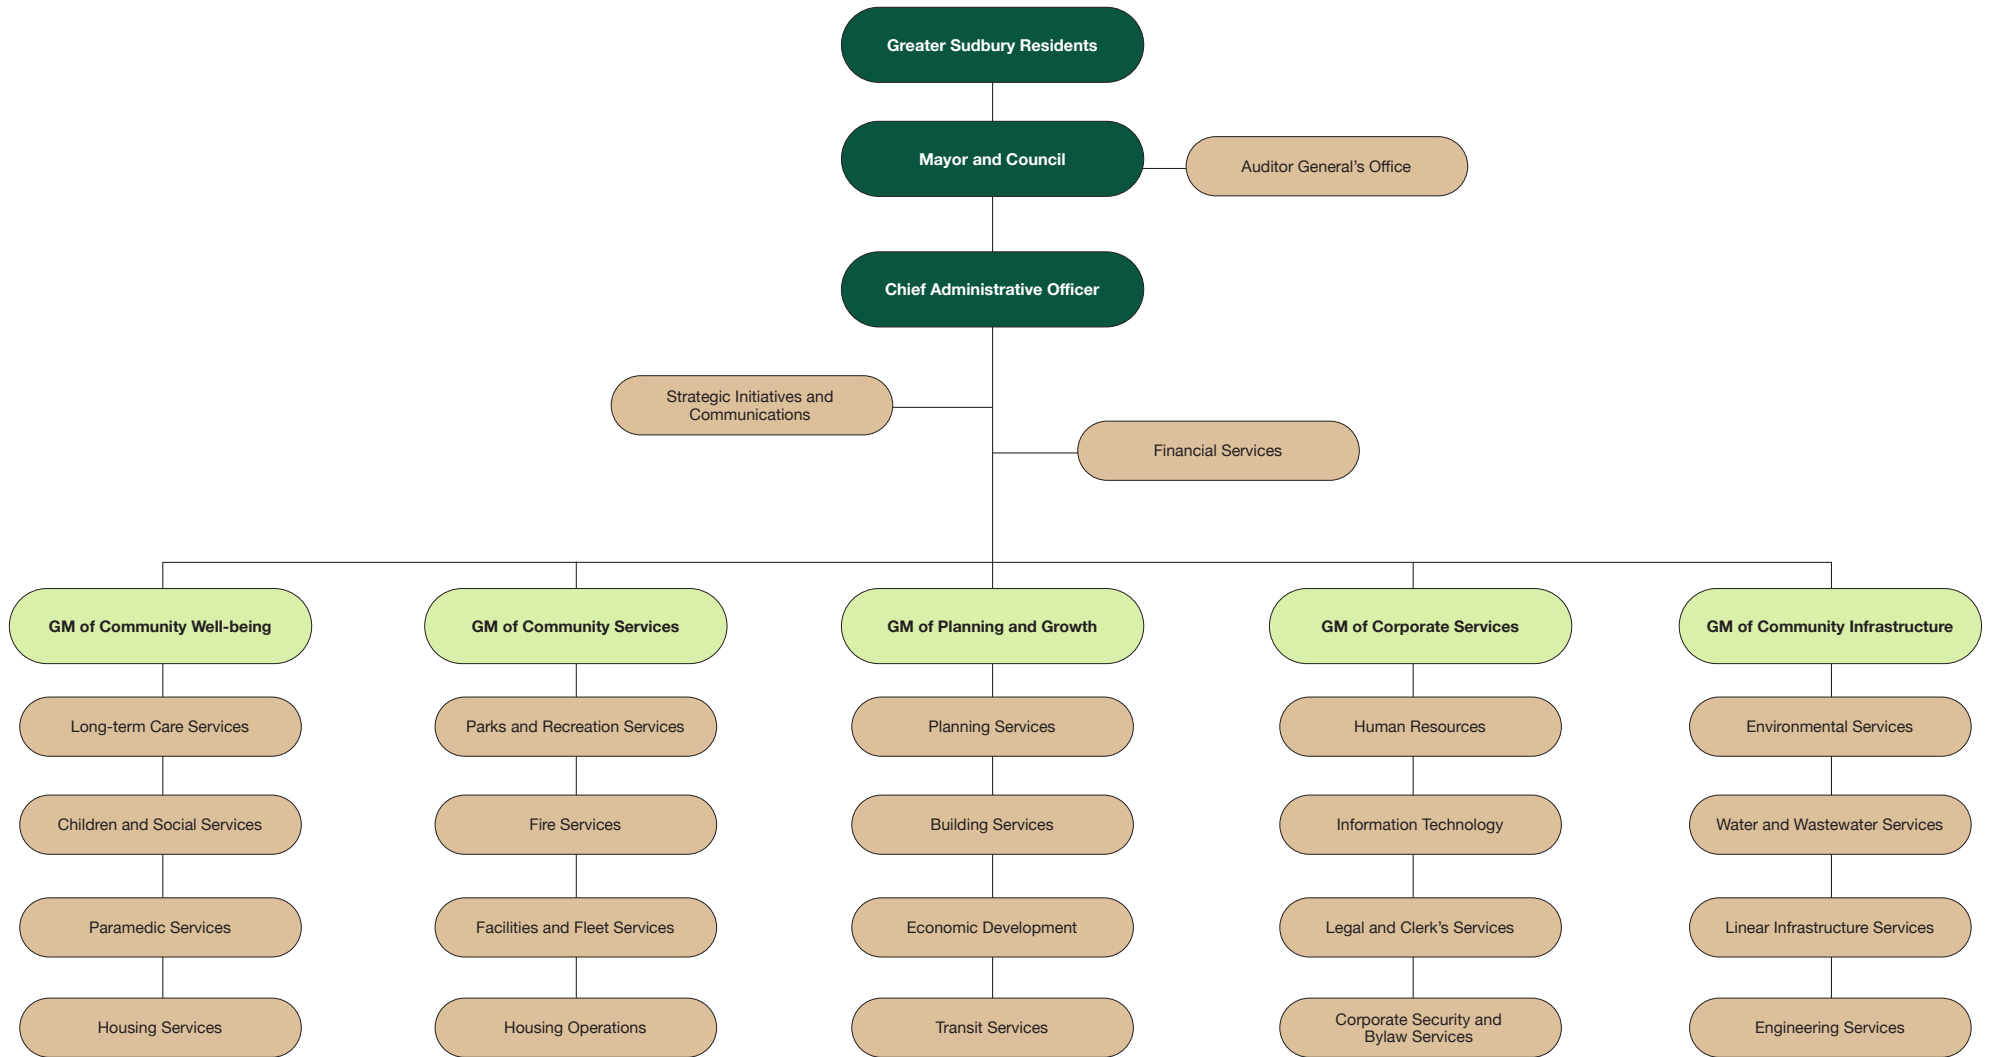 Greater Sudbury Residents
Mayor and Council
Auditor General’s Office
Chief Administrative Officer
Strategic Initiatives and
Communications
Financial Services
GM of Community Well-being
GM of Community Services
GM of Planning and Growth
GM of Corporate Services
GM of Community Infrastructure
Long-term Care Services
Parks and Recreation Services
Planning Services
Human Resources
Environmental Services
Children and Social Services
Fire Services
Building Services
Information Technology
Water and Wastewater Services
Paramedic Services
Facilities and Fleet Services
Economic Development
Legal and Clerk’s Services
Linear Infrastructure Services
Housing Services
Housing Operations
Transit Services
Corporate Security and
Bylaw Services
Engineering Services